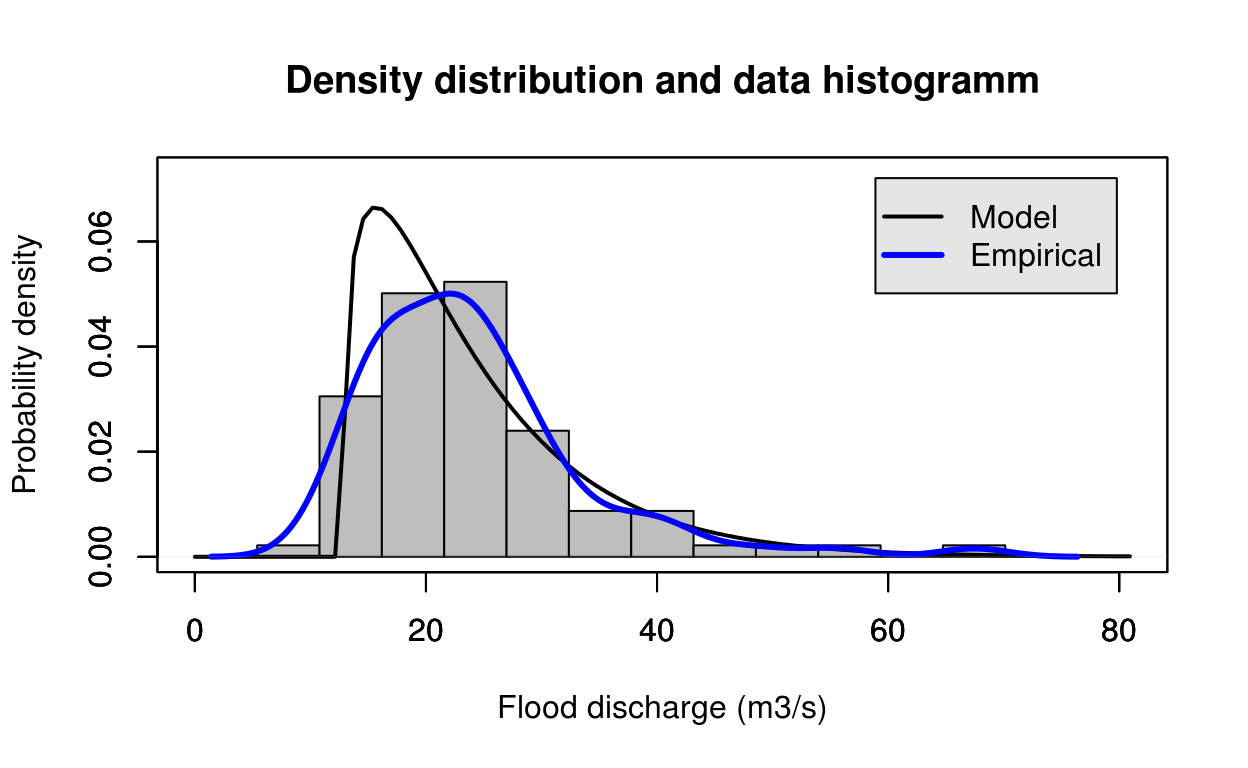 Density distribution and data histogramm
Model
Empirical
Probability density
0.06
0.04
0.02
0.00
0 20 40 60 80
Flood discharge (m3/s)